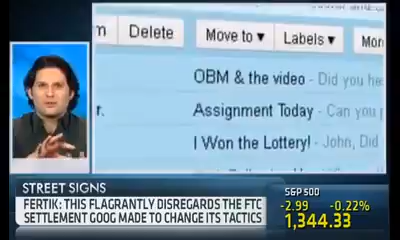 m Delete Move to ▾ Labels ▾ Mor
OBM & the video - Did you he
r. Assignment Today - Can you p
I Won the Lottery! - John, Did
STREET SIGNS
FERTIK: THIS FLAGRANTLY DISREGARDS THE FTC
SETTLEMENT GOOG MADE TO CHANGE ITS TACTICS
S&P 500
-2.99 -0.22%
1,344.33